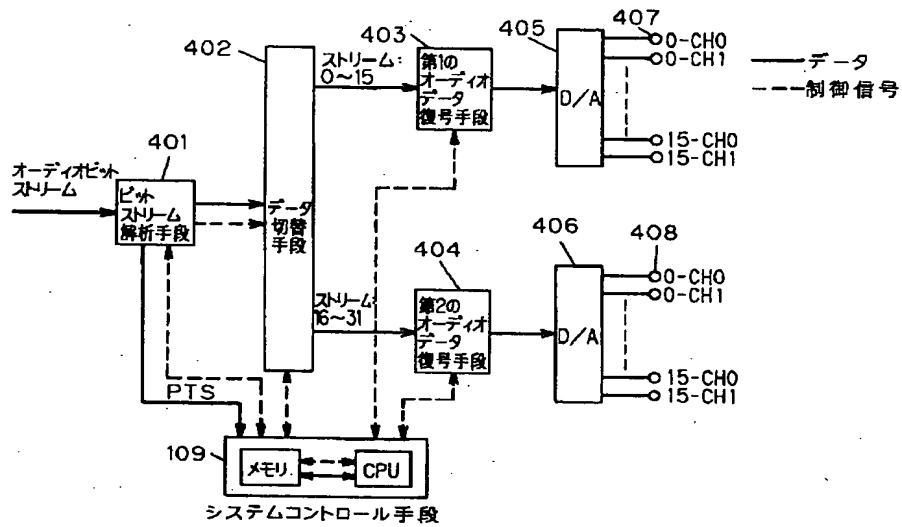 402
ストリーム:
0〜15
403
第1の
オーディオ
データ
復号手段
405
D/A
407
0-CH0
0-CH1
15-CH0
15-CH1
データ
制御信号
オーディオビット
ストリーム
401
ビット
ストリーム
解析手段
データ
切替
手段
ストリーム:
16〜31
404
第2の
オーディオ
データ
復号手段
406
D/A
408
0-CH0
0-CH1
15-CH0
15-CH1
PTS
109
メモリ
CPU
システムコントロール手段